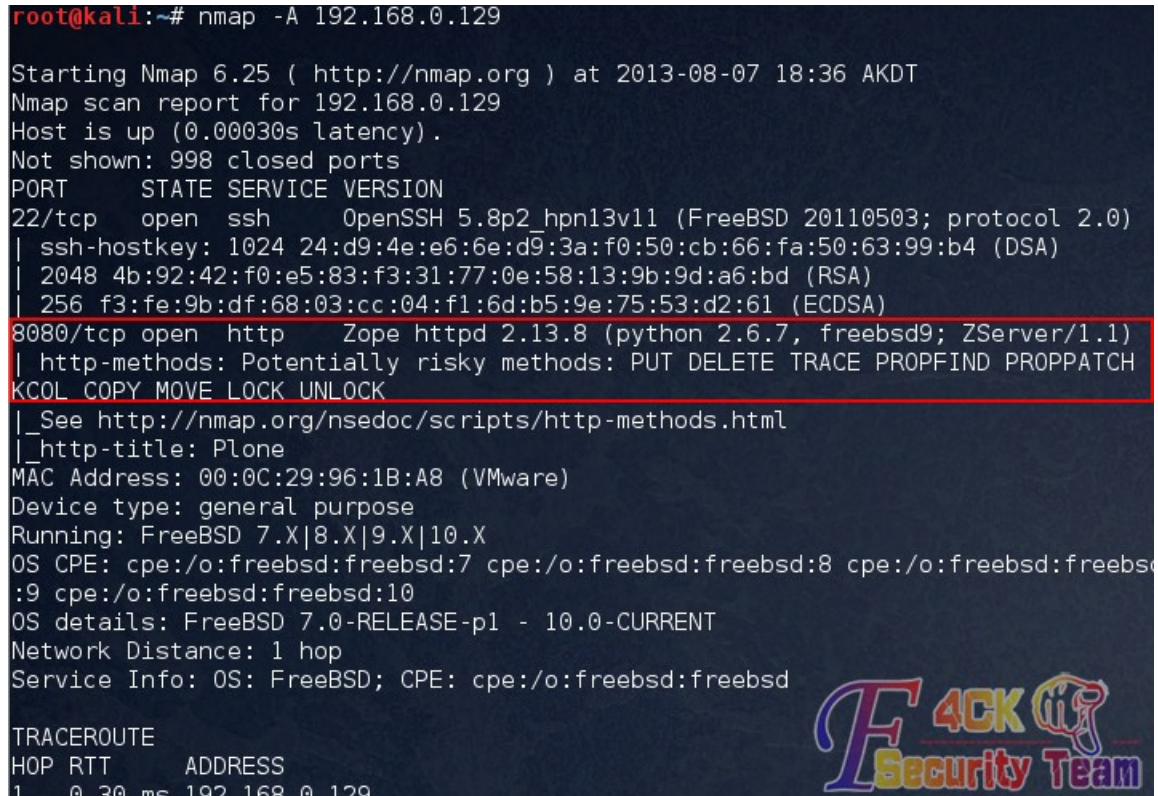 root@kali:~# nmap -A 192.168.0.129
Starting Nmap 6.25 ( http://nmap.org ) at 2013-08-07 18:36 AKDT
Nmap scan report for 192.168.0.129
Host is up (0.00030s latency).
Not shown: 998 closed ports
PORT     STATE SERVICE VERSION
22/tcp   open  ssh     OpenSSH 5.8p2_hpn13v11 (FreeBSD 20110503; protocol 2.0)
| ssh-hostkey: 1024 24:d9:4e:e6:6e:d9:3a:f0:50:cb:66:fa:50:63:99:b4 (DSA)
| 2048 4b:92:42:f0:e5:83:f3:31:77:0e:58:13:9b:9d:a6:bd (RSA)
| 256 f3:fe:9b:df:68:03:cc:04:f1:6d:b5:9e:75:53:d2:61 (ECDSA)
8080/tcp open  http    Zope httpd 2.13.8 (python 2.6.7, freebsd9; ZServer/1.1)
| http-methods: Potentially risky methods: PUT DELETE TRACE PROPFIND PROPPATCH
KCOL COPY MOVE LOCK UNLOCK
|_See http://nmap.org/nsedoc/scripts/http-methods.html
|_http-title: Plone
MAC Address: 00:0C:29:96:1B:A8 (VMware)
Device type: general purpose
Running: FreeBSD 7.X|8.X|9.X|10.X
OS CPE: cpe:/o:freebsd:freebsd:7 cpe:/o:freebsd:freebsd:8 cpe:/o:freebsd:freebsd
:9 cpe:/o:freebsd:freebsd:10
OS details: FreeBSD 7.0-RELEASE-p1 - 10.0-CURRENT
Network Distance: 1 hop
Service Info: OS: FreeBSD; CPE: cpe:/o:freebsd:freebsd
TRACEROUTE
HOP RTT     ADDRESS
1   0.30 ms 192.168.0.129
F4CK
Security Team